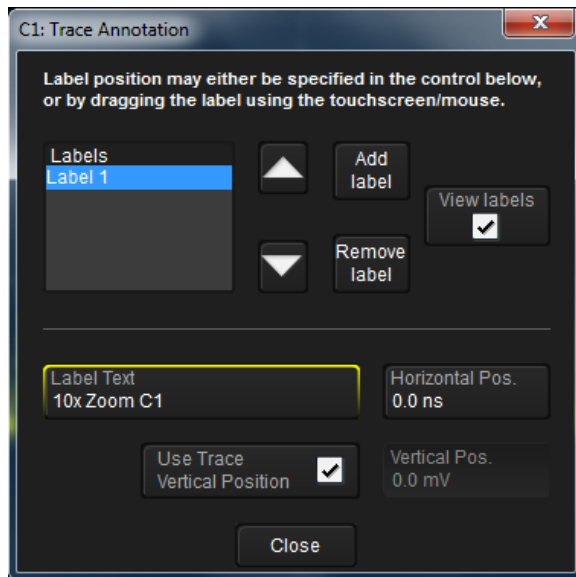 C1: Trace Annotation
Label position may either be specified in the control below,
or by dragging the label using the touchscreen/mouse.
Labels
Label 1
Add
label
View labels
Remove
label
Label Text
10x Zoom C1
Horizontal Pos.
0.0 ns
Use Trace
Vertical Position
Vertical Pos.
0.0 mV
Close